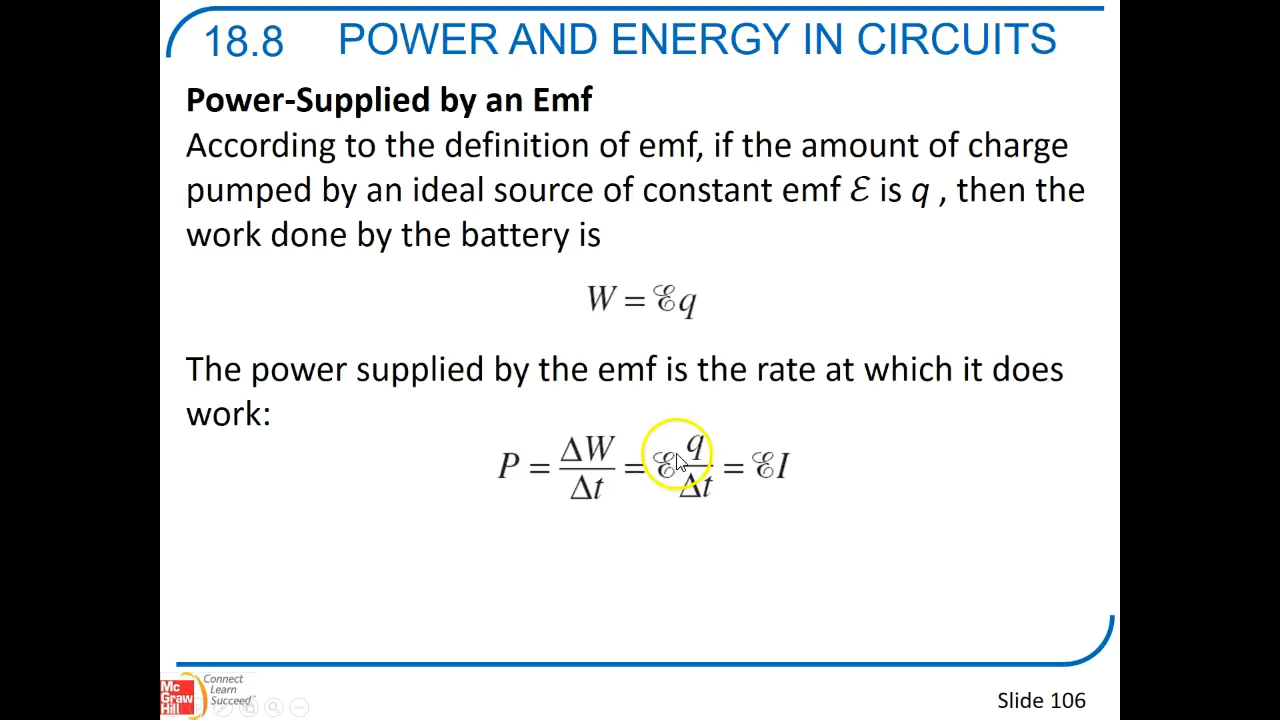 18.8 POWER AND ENERGY IN CIRCUITS
Power-Supplied by an Emf
According to the definition of emf, if the amount of charge
pumped by an ideal source of constant emf ℰ is q , then the
work done by the battery is
W = ℰq
The power supplied by the emf is the rate at which it does
work:
P = ΔW/Δt = ℰ q/Δt = ℰI
Mc
Graw
Hill
Connect
Learn
Succeed™
Slide 106